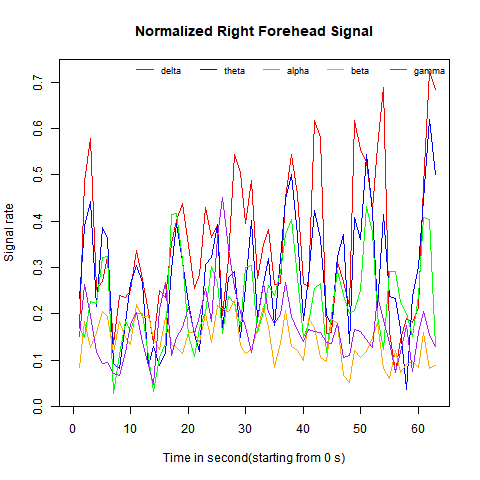 Normalized Right Forehead Signal
delta theta alpha beta gamma
Signal rate
0.0 0.1 0.2 0.3 0.4 0.5 0.6 0.7
0 10 20 30 40 50 60
Time in second(starting from 0 s)